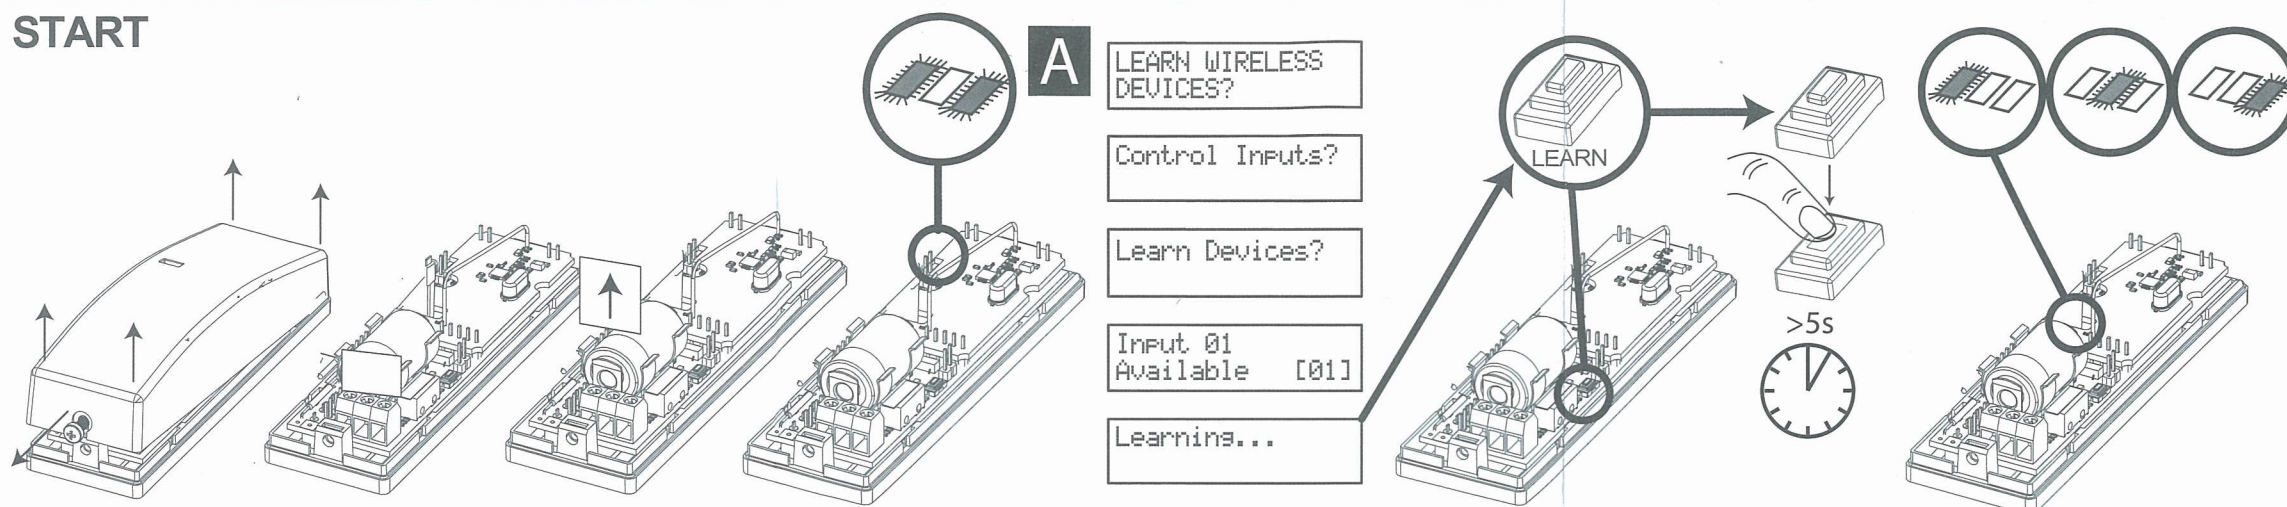 START
A
LEARN WIRELESS
DEVICES?
Control Inputs?
Learn Devices?
Input 01
Available [01]
Learning...
LEARN
>5s